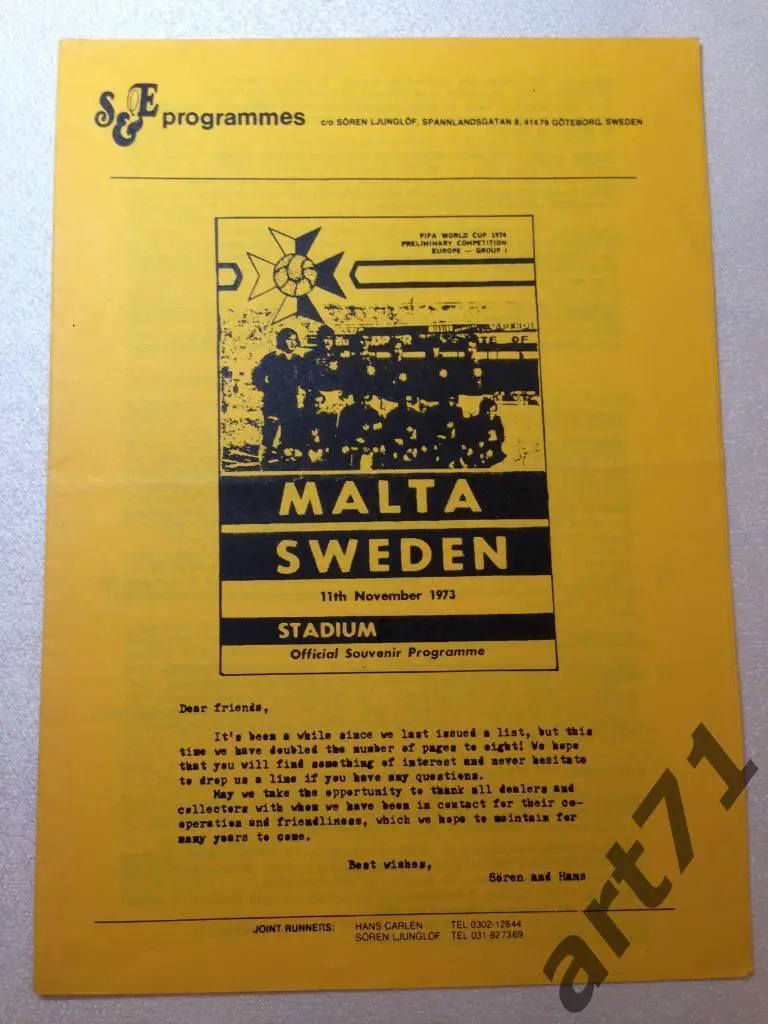 S&E programmes c/o SÖREN LJUNGLÖF, SPANNLANDSGATAN 8, 414 79 GÖTEBORG, SWEDEN
FIFA WORLD CUP 1974
PRELIMINARY COMPETITION
EUROPE — GROUP I
MALTA
SWEDEN
11th November 1973
STADIUM
Official Souvenir Programme
Dear friends,
It's been a while since we last issued a list, but this
time we have doubled the number of pages to eight! We hope
that you will find something of interest and never hesitate
to drop us a line if you have any questions.
May we take the opportunity to thank all dealers and
collectors with whom we have been in contact for their co-
operation and friendliness, which we hope to maintain for
many years to come.
Best wishes,
Sören and Hans
JOINT RUNNERS: HANS CARLEN TEL 0302-12844
SÖREN LJUNGLÖF TEL 031-827369
art71